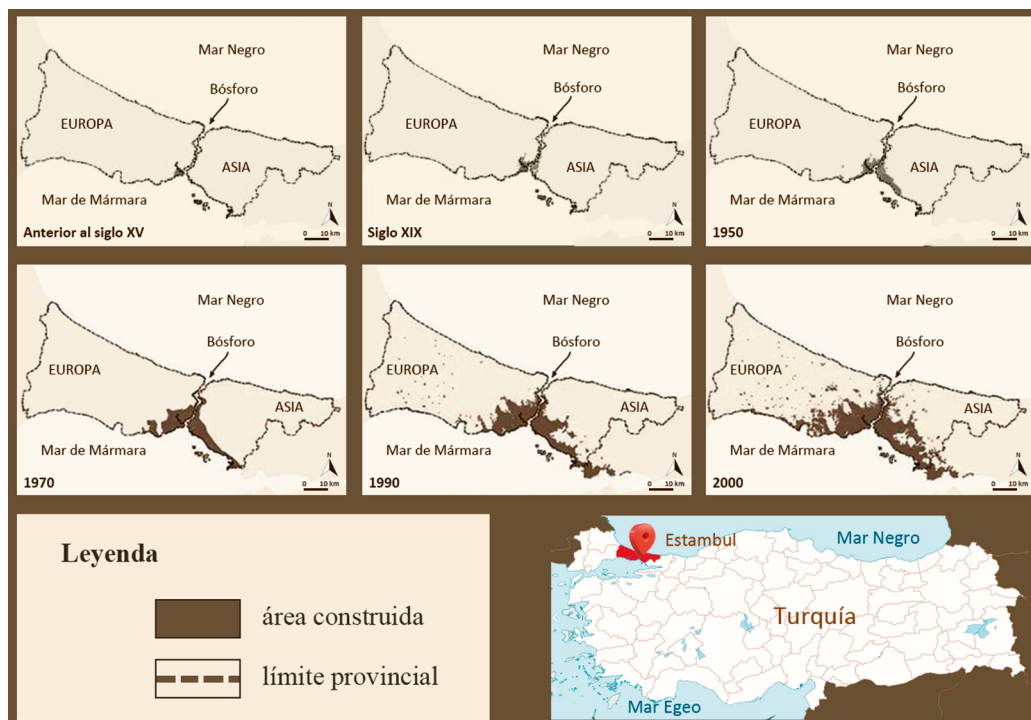 Mar Negro
Bósforo
EUROPA
ASIA
Mar de Mármara
N
Anterior al siglo XV
10 km
Mar Negro
Bósforo
EUROPA
ASIA
Mar de Mármara
N
Siglo XIX
0 10 km
Mar Negro
Bósforo
EUROPA
ASIA
Mar de Mármara
N
1950
0 10 km
Mar Negro
Bósforo
EUROPA
ASIA
Mar de Mármara
N
1970
0 10 km
Mar Negro
Bósforo
EUROPA
ASIA
Mar de Mármara
N
1990
0 10 km
Mar Negro
Bósforo
EUROPA
ASIA
Mar de Mármara
N
2000
0 10 km
Leyenda
área construida
límite provincial
Estambul
Mar Negro
Turquía
Mar Egeo